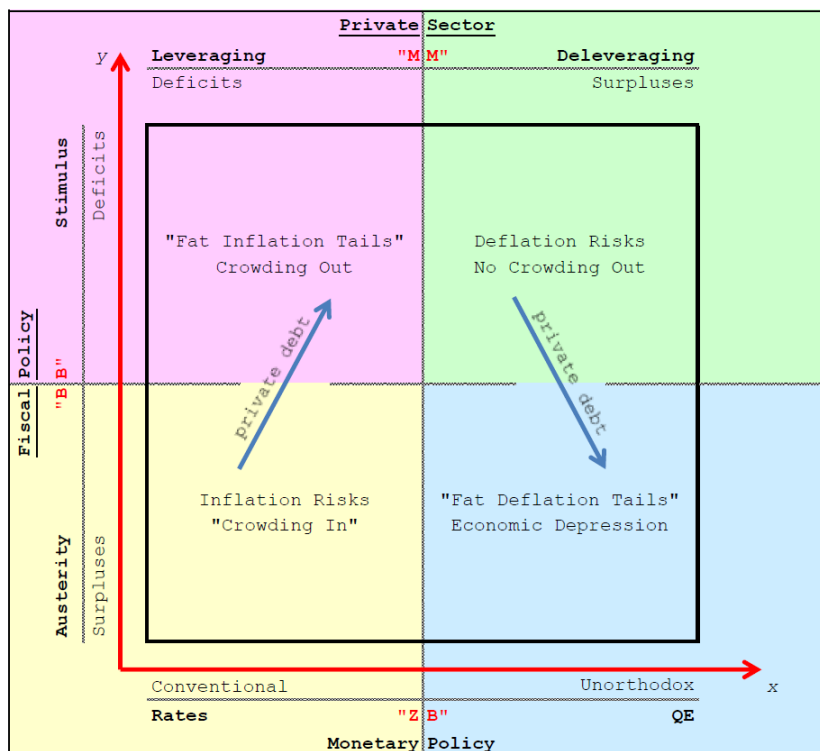 Private Sector
y Leveraging "M M" Deleveraging
Deficits Surpluses
Stimulus
Deficits
"Fat Inflation Tails" Deflation Risks
Crowding Out No Crowding Out
private debt private debt
Fiscal Policy
"B B"
Inflation Risks "Fat Deflation Tails"
"Crowding In" Economic Depression
Austerity
Surpluses
Conventional Unorthodox x
Rates "Z B" QE
Monetary Policy